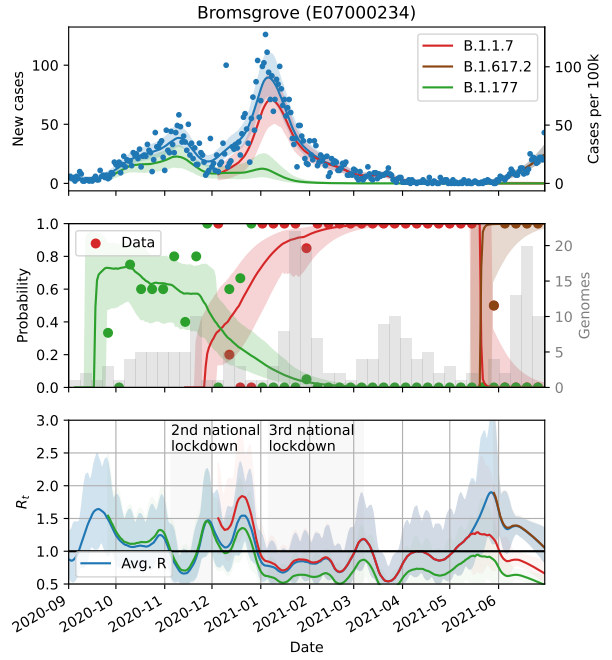 Bromsgrove (E07000234)
New cases
100
50
0
B.1.1.7
B.1.617.2
B.1.177
100
50
0
Cases per 100k
Probability
1.0
0.8
0.6
0.4
0.2
0.0
Data
20
15
10
5
0
Genomes
R_t
3.0
2.5
2.0
1.5
1.0
0.5
2nd national
lockdown
3rd national
lockdown
Avg. R
2020-09
2020-10
2020-11
2020-12
2021-01
2021-02
2021-03
2021-04
2021-05
2021-06
Date